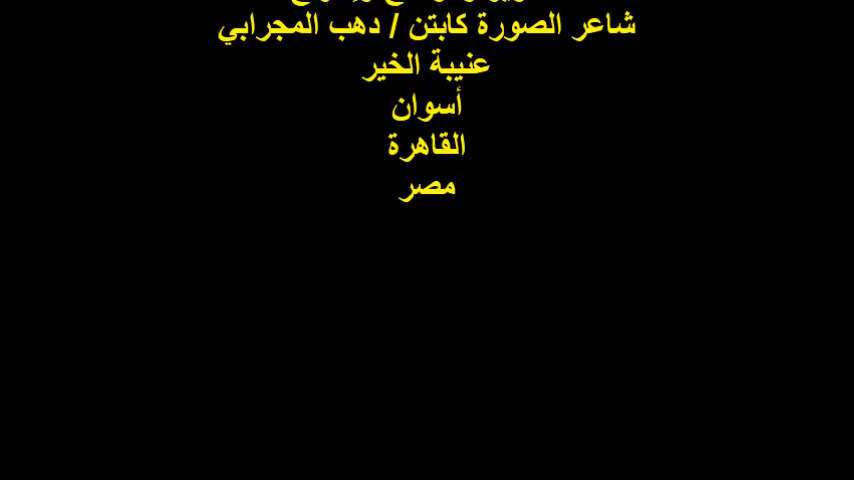 شاعر الصورة كابتن / دهب المجرابي
عنيبة الخير
أسوان
القاهرة
مصر